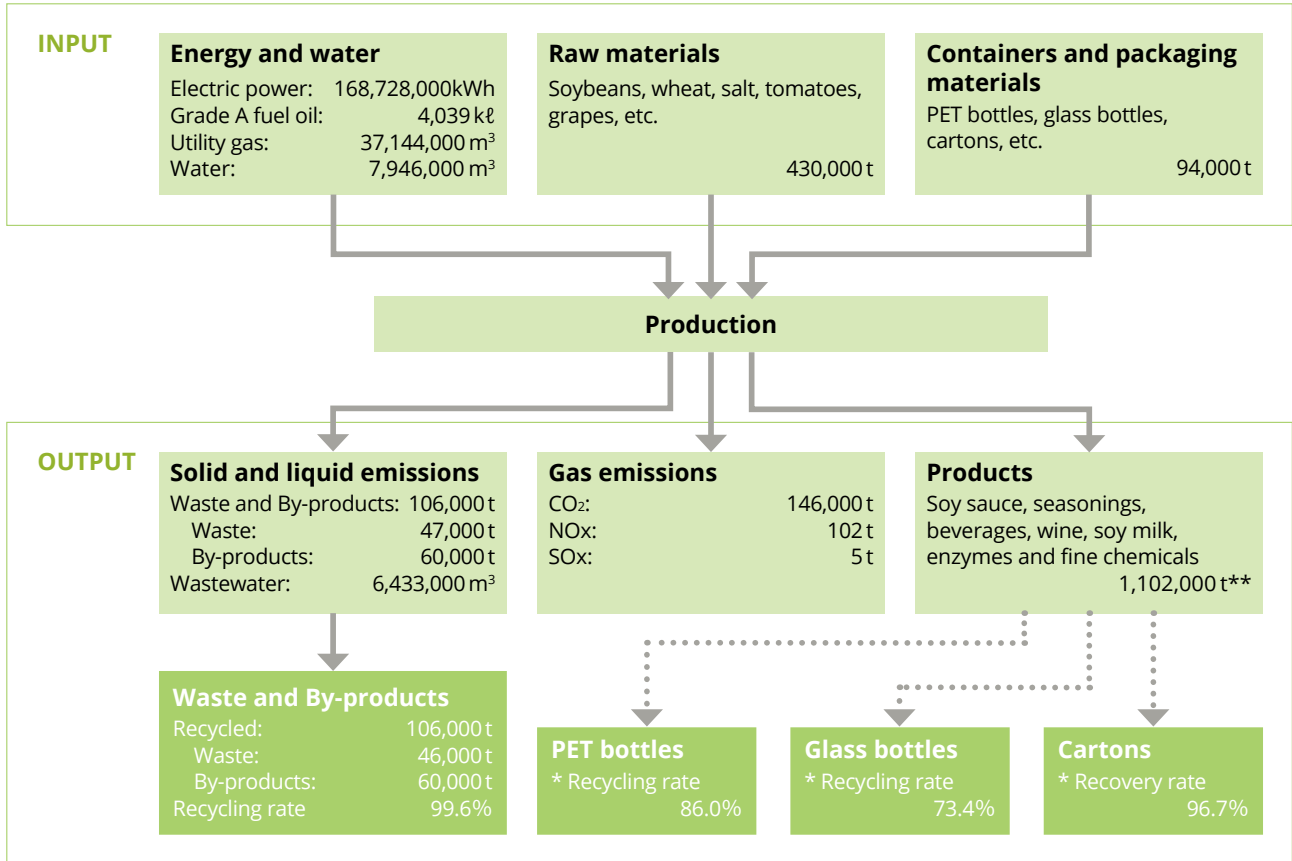 INPUT
Energy and water
Electric power: 168,728,000kWh
Grade A fuel oil: 4,039 kℓ
Utility gas: 37,144,000 m³
Water: 7,946,000 m³
Raw materials
Soybeans, wheat, salt, tomatoes,
grapes, etc.
430,000 t
Containers and packaging
materials
PET bottles, glass bottles,
cartons, etc.
94,000 t
Production
OUTPUT
Solid and liquid emissions
Waste and By-products: 106,000 t
Waste: 47,000 t
By-products: 60,000 t
Wastewater: 6,433,000 m³
Gas emissions
CO₂: 146,000 t
NOx: 102 t
SOx: 5 t
Products
Soy sauce, seasonings,
beverages, wine, soy milk,
enzymes and fine chemicals
1,102,000 t**
Waste and By-products
Recycled: 106,000 t
Waste: 46,000 t
By-products: 60,000 t
Recycling rate 99.6%
PET bottles
* Recycling rate
86.0%
Glass bottles
* Recycling rate
73.4%
Cartons
* Recovery rate
96.7%